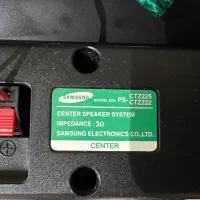 SAMSUNG MODEL NO. PS- CTZ225
CTZ222
CENTER SPEAKER SYSTEM
IMPEDANCE : 3Ω
SAMSUNG ELECTRONICS CO.,LTD.
CENTER